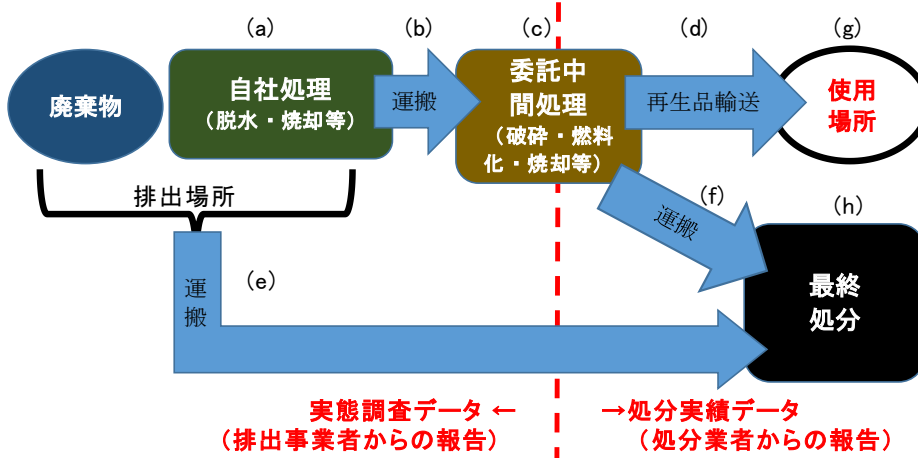 (a)
(b)
(c)
(d)
(g)
廃棄物
自社処理
(脱水・焼却等)
運搬
委託中
間処理
(破砕・燃料
化・焼却等)
再生品輸送
使用
場所
排出場所
(f)
運搬
(h)
(e)
運
搬
最終
処分
実態調査データ ←
(排出事業者からの報告)
→処分実績データ
(処分業者からの報告)